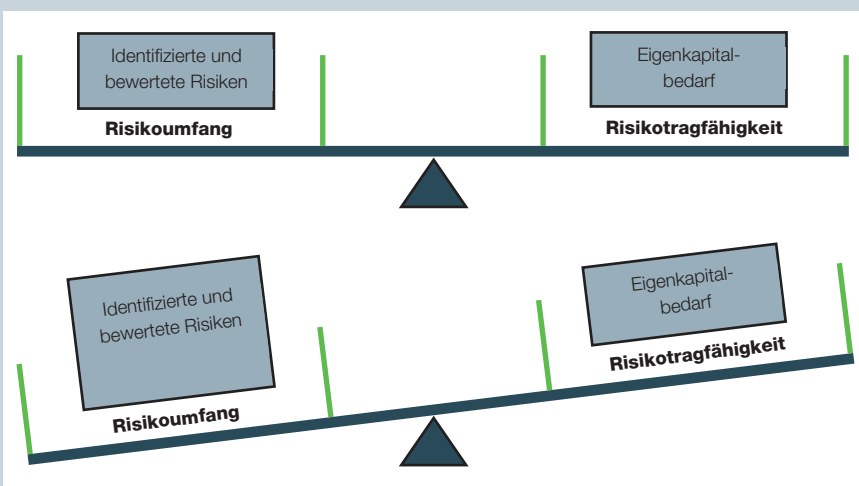 Identifizierte und
bewertete Risiken
Risikoumfang
Eigenkapital-
bedarf
Risikotragfähigkeit
Identifizierte und
bewertete Risiken
Risikoumfang
Eigenkapital-
bedarf
Risikotragfähigkeit